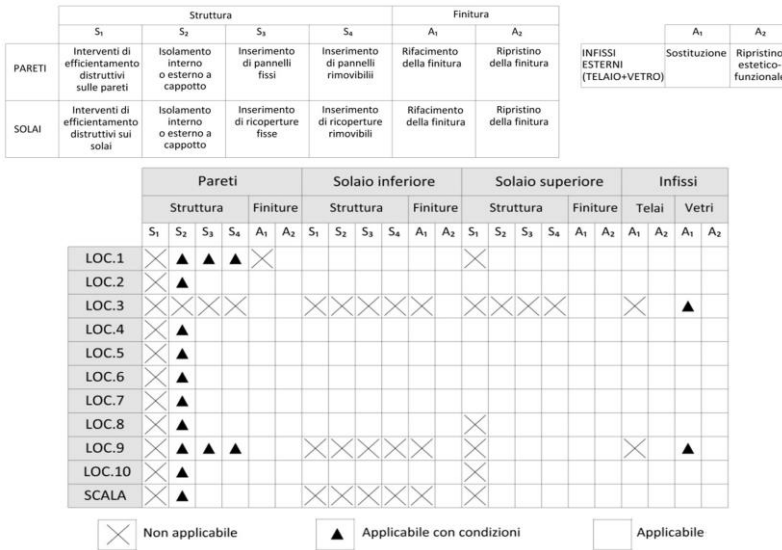 Struttura Finitura
S₁ S₂ S₃ S₄ A₁ A₂
PARETI
Interventi di efficientamento distruttivi sulle pareti
Isolamento interno o esterno a cappotto
Inserimento di pannelli fissi
Inserimento di pannelli rimovibilii
Rifacimento della finitura
Ripristino della finitura
SOLAI
Interventi di efficientamento distruttivi sui solai
Isolamento interno o esterno a cappotto
Inserimento di ricoperture fisse
Inserimento di ricoperture rimovibili
Rifacimento della finitura
Ripristino della finitura
A₁ A₂
INFISSI ESTERNI (TELAIO+VETRO)
Sostituzione
Ripristino estetico-funzionale
Pareti Solaio inferiore Solaio superiore Infissi
Struttura Finiture Struttura Finiture Struttura Finiture Telai Vetri
S₁ S₂ S₃ S₄ A₁ A₂ S₁ S₂ S₃ S₄ A₁ A₂ S₁ S₂ S₃ S₄ A₁ A₂ A₁ A₂ A₁ A₂
LOC.1
LOC.2
LOC.3
LOC.4
LOC.5
LOC.6
LOC.7
LOC.8
LOC.9
LOC.10
SCALA
Non applicabile Applicabile con condizioni Applicabile